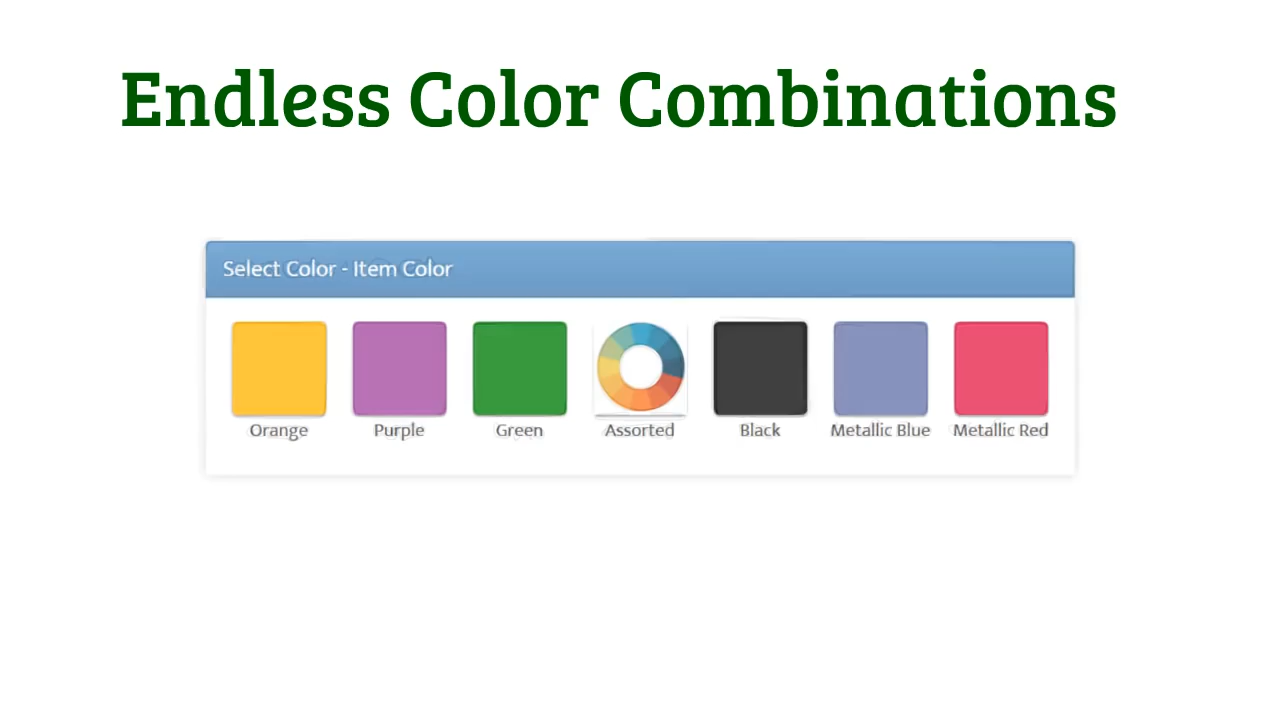 Endless Color Combinations
Select Color - Item Color
Orange Purple Green Assorted Black Metallic Blue Metallic Red